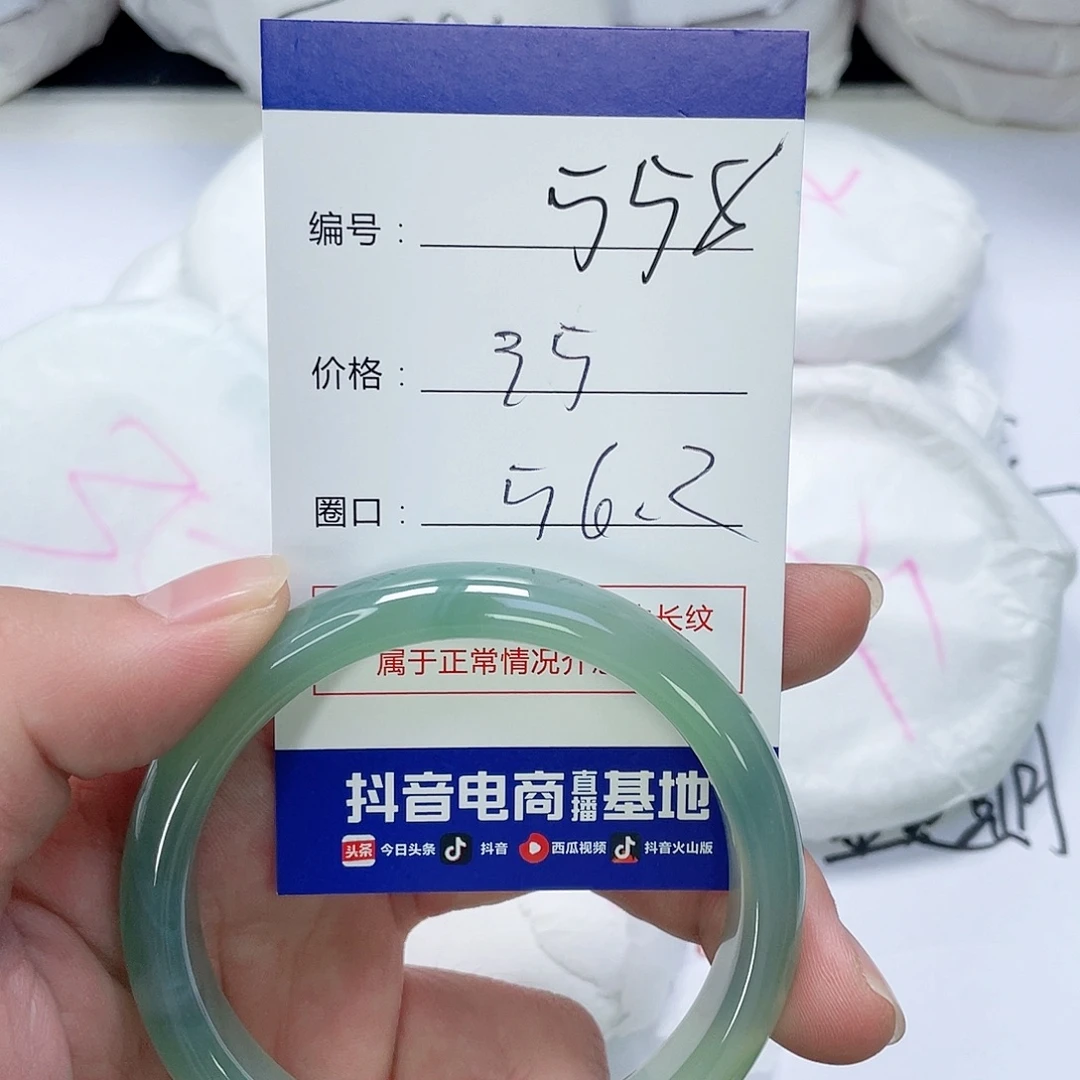 编号：558
价格：35
圈口：56.2
长纹
属于正常情况介
抖音电商直播基地
头条 今日头条 抖音 西瓜视频 抖音火山版